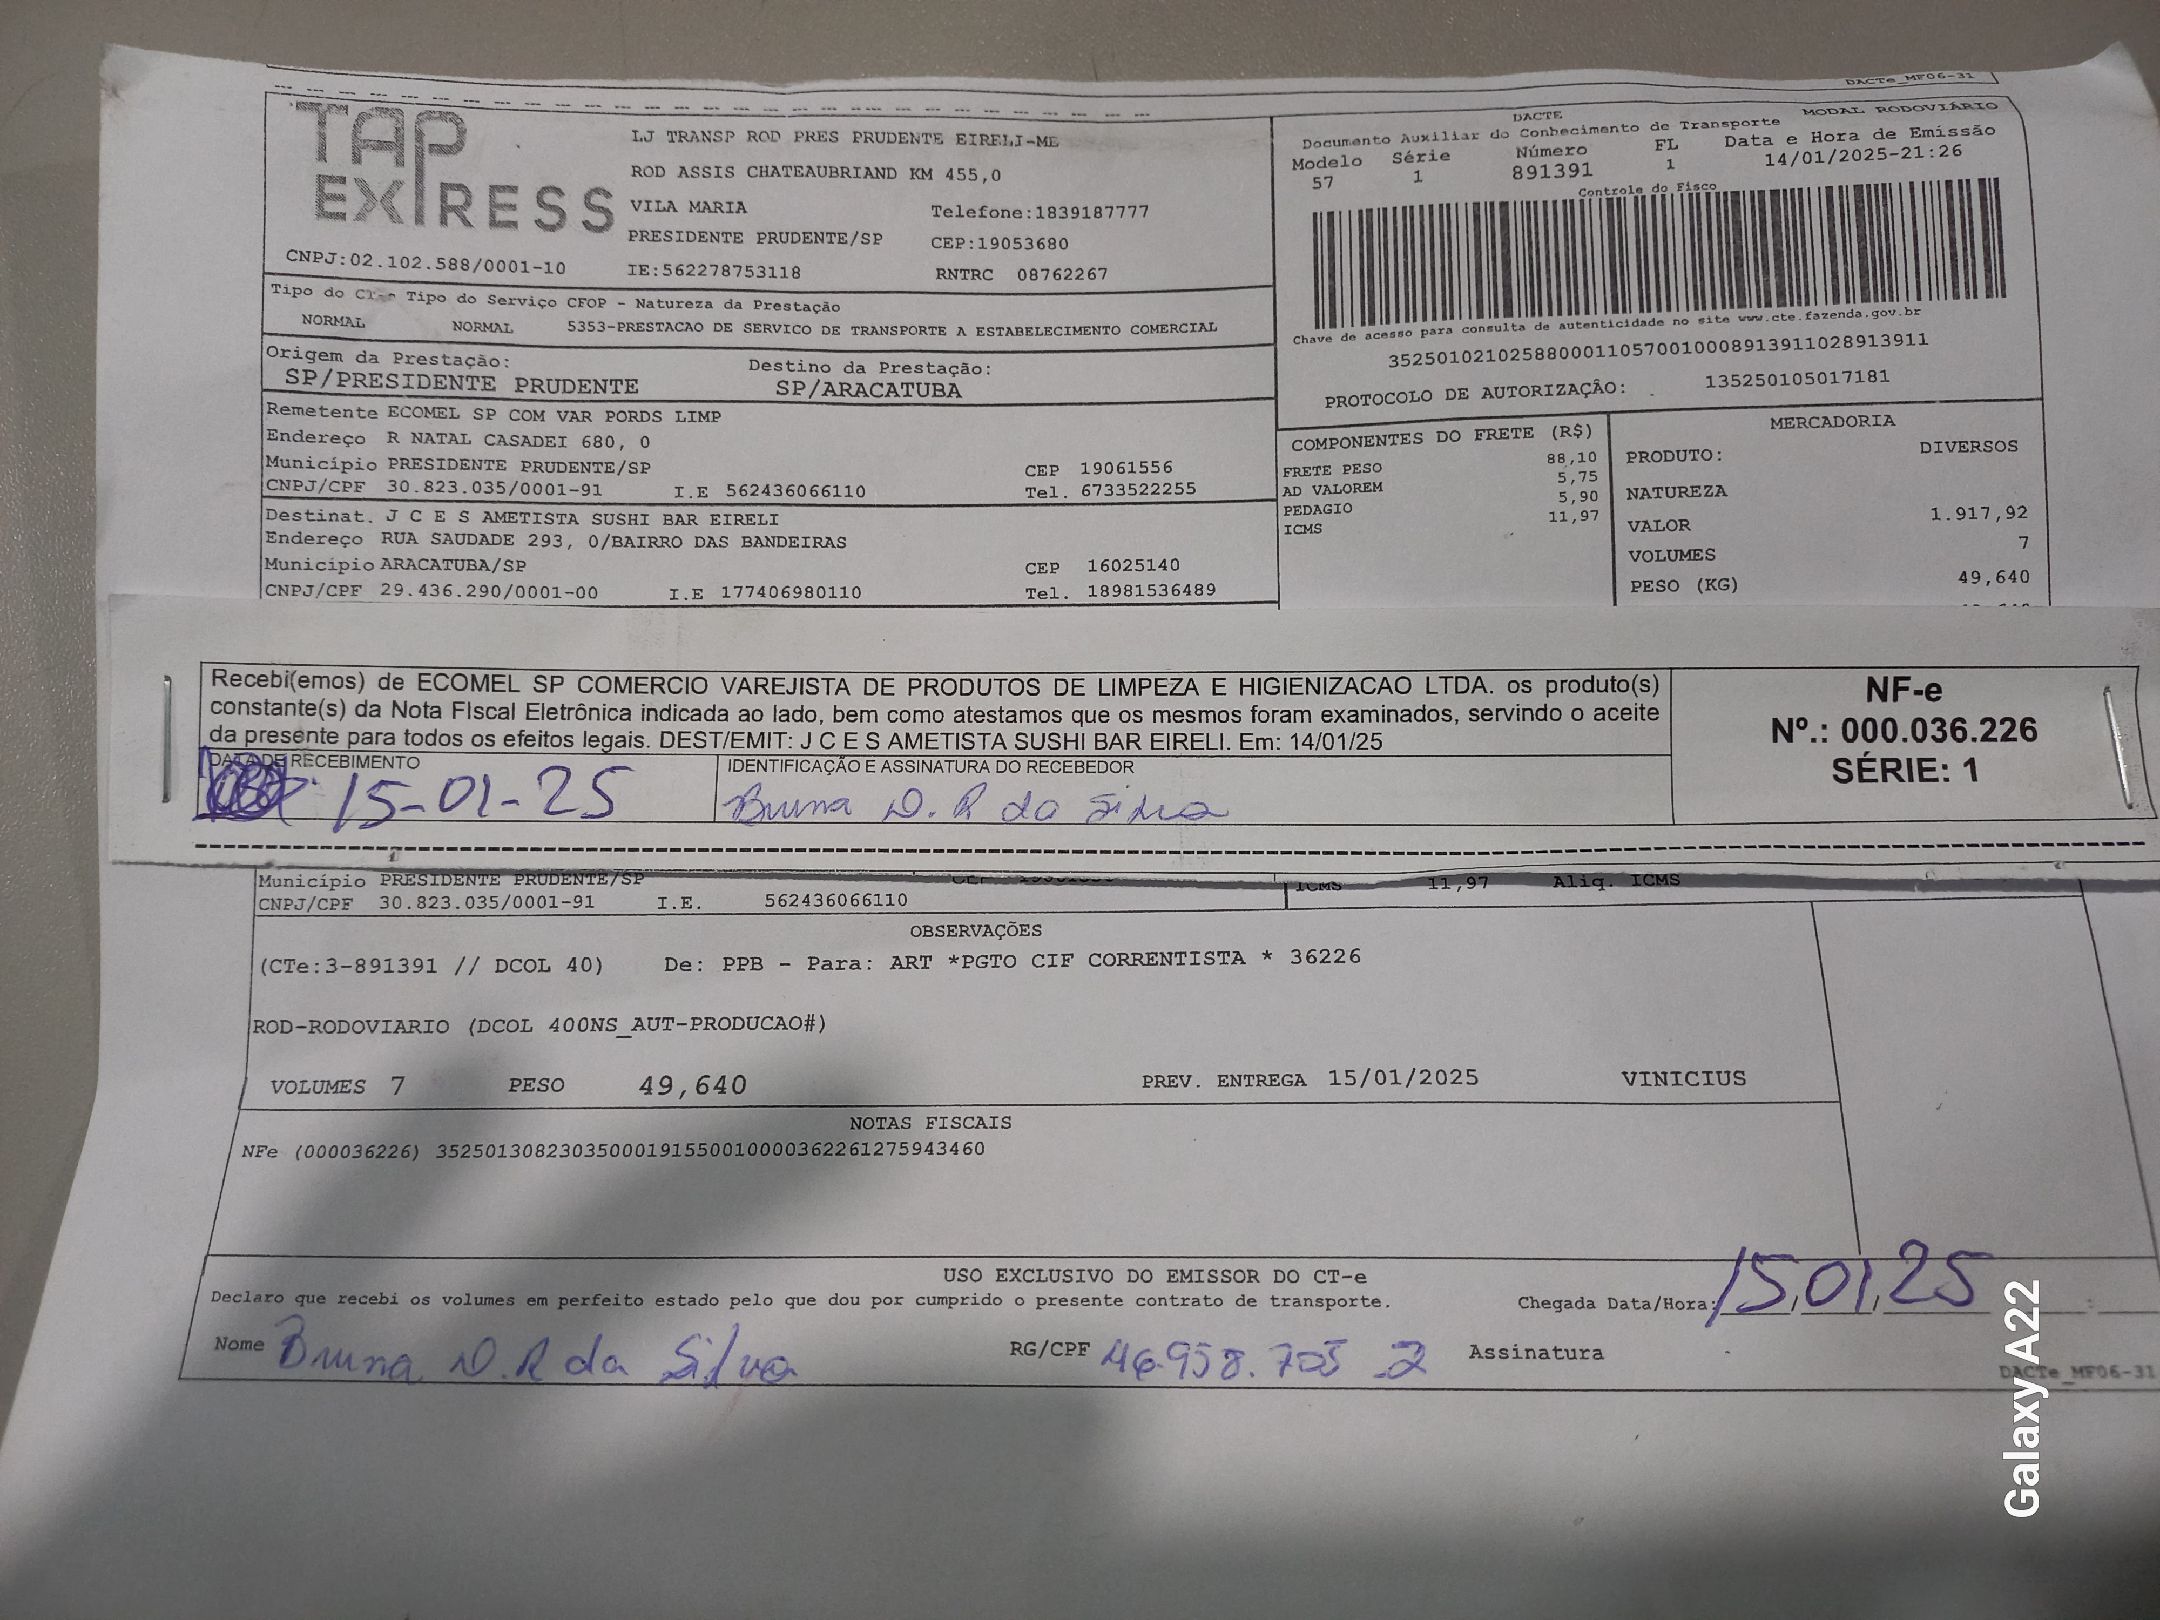 DACTe_MF06-31
TAP EXPRESS
LJ TRANSP ROD PRES PRUDENTE EIRELI-ME
ROD ASSIS CHATEAUBRIAND KM 455,0
VILA MARIA Telefone:1839187777
PRESIDENTE PRUDENTE/SP CEP:19053680
CNPJ:02.102.588/0001-10 IE:562278753118 RNTRC 08762267
DACTE MODAL RODOVIÁRIO
Documento Auxiliar do Conhecimento de Transporte Data e Hora de Emissão
Modelo Série Número FL
57 1 891391 1 14/01/2025-21:26
Controle do Fisco
Chave de acesso para consulta de autenticidade no site www.cte.fazenda.gov.br
35250102102588000110570010008913911028913911
PROTOCOLO DE AUTORIZAÇÃO: 135250105017181
Tipo do CT-e Tipo do Serviço CFOP - Natureza da Prestação
NORMAL NORMAL 5353-PRESTACAO DE SERVICO DE TRANSPORTE A ESTABELECIMENTO COMERCIAL
Origem da Prestação: Destino da Prestação:
SP/PRESIDENTE PRUDENTE SP/ARACATUBA
Remetente ECOMEL SP COM VAR PORDS LIMP
Endereço R NATAL CASADEI 680, 0
Município PRESIDENTE PRUDENTE/SP CEP 19061556
CNPJ/CPF 30.823.035/0001-91 I.E 562436066110 Tel. 6733522255
Destinat. J C E S AMETISTA SUSHI BAR EIRELI
Endereço RUA SAUDADE 293, 0/BAIRRO DAS BANDEIRAS
Município ARACATUBA/SP CEP 16025140
CNPJ/CPF 29.436.290/0001-00 I.E 177406980110 Tel. 18981536489
COMPONENTES DO FRETE (R$)
FRETE PESO 88,10
AD VALOREM 5,75
PEDAGIO 5,90
ICMS 11,97
MERCADORIA
PRODUTO: DIVERSOS
NATUREZA
VALOR 1.917,92
VOLUMES 7
PESO (KG) 49,640
Recebi(emos) de ECOMEL SP COMERCIO VAREJISTA DE PRODUTOS DE LIMPEZA E HIGIENIZACAO LTDA. os produto(s)
constante(s) da Nota FIscal Eletrônica indicada ao lado, bem como atestamos que os mesmos foram examinados, servindo o aceite
da presente para todos os efeitos legais. DEST/EMIT: J C E S AMETISTA SUSHI BAR EIRELI. Em: 14/01/25
DATA DE RECEBIMENTO IDENTIFICAÇÃO E ASSINATURA DO RECEBEDOR
15-01-25 Bruna D. R da Silva
NF-e
Nº.: 000.036.226
SÉRIE: 1
Município PRESIDENTE PRUDENTE/SP ICMS 11,97 Aliq. ICMS
CNPJ/CPF 30.823.035/0001-91 I.E. 562436066110
OBSERVAÇÕES
(CTe:3-891391 // DCOL 40) De: PPB - Para: ART *PGTO CIF CORRENTISTA * 36226
ROD-RODOVIARIO (DCOL 400NS_AUT-PRODUCAO#)
VOLUMES 7 PESO 49,640 PREV. ENTREGA 15/01/2025 VINICIUS
NOTAS FISCAIS
NFe (000036226) 35250130823035000191550010000362261275943460
USO EXCLUSIVO DO EMISSOR DO CT-e
Declaro que recebi os volumes em perfeito estado pelo que dou por cumprido o presente contrato de transporte. Chegada Data/Hora: 15/01/25
Nome Bruna D. R da Silva RG/CPF 46.958.705-2 Assinatura
DACTe_MF06-31
Galaxy A22